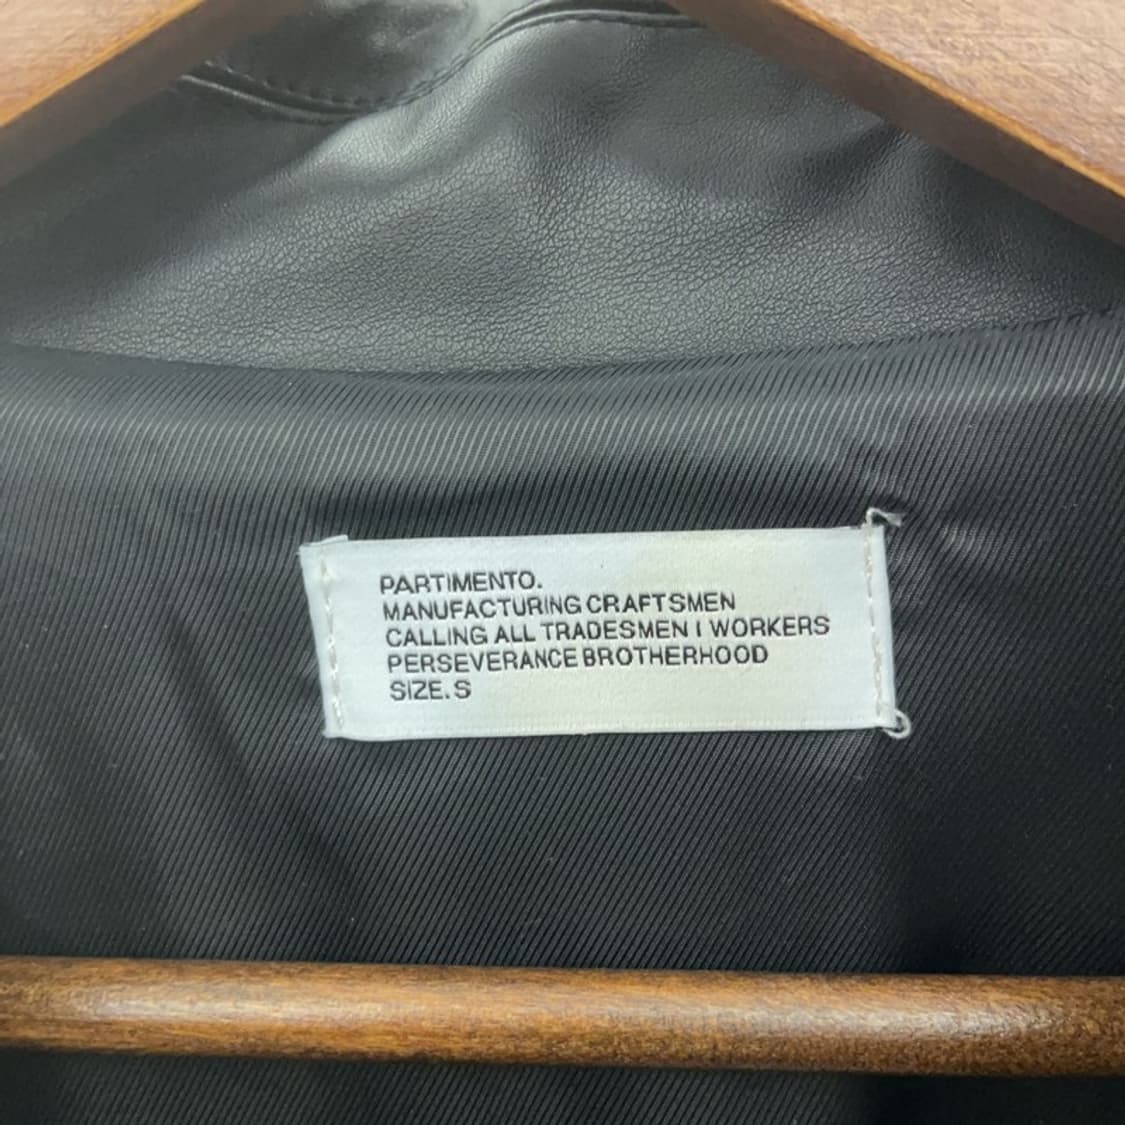 PARTIMENTO.
MANUFACTURING CRAFTSMEN
CALLING ALL TRADESMEN I WORKERS
PERSEVERANCE BROTHERHOOD
SIZE. S